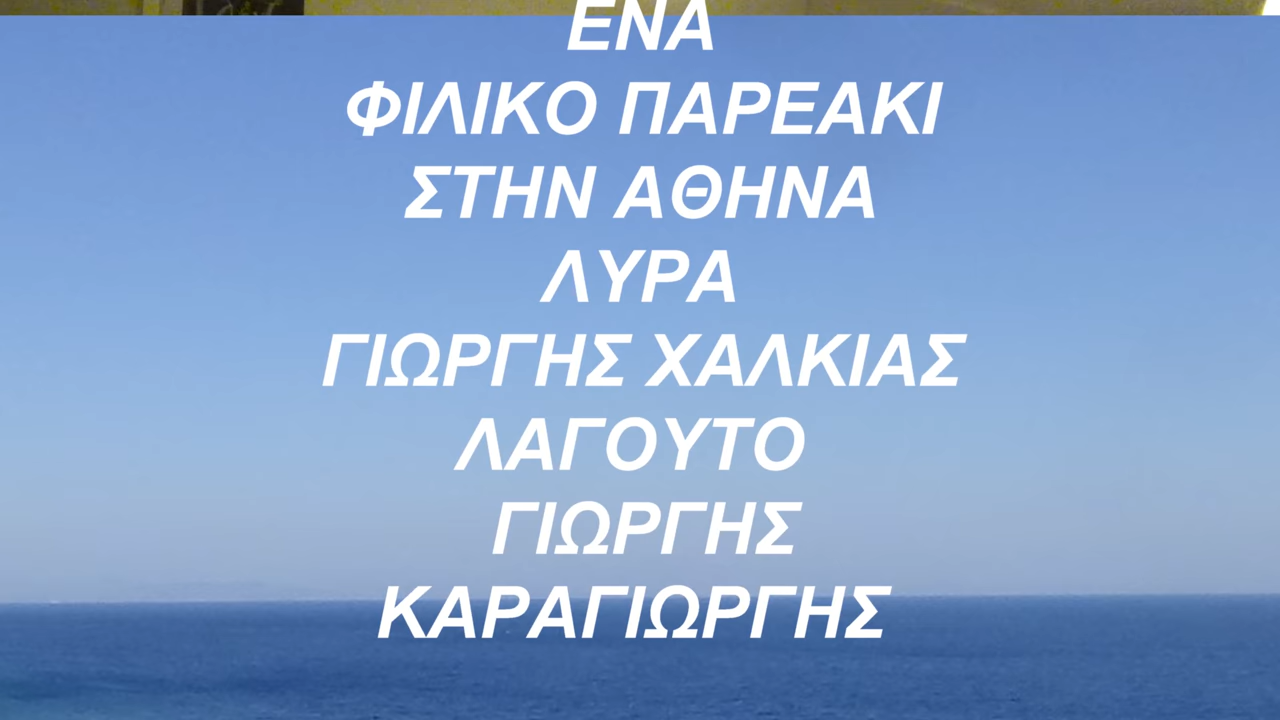 ΕΝΑ
ΦΙΛΙΚΟ ΠΑΡΕΑΚΙ
ΣΤΗΝ ΑΘΗΝΑ
ΛΥΡΑ
ΓΙΩΡΓΗΣ ΧΑΛΚΙΑΣ
ΛΑΓΟΥΤΟ
ΓΙΩΡΓΗΣ
ΚΑΡΑΓΙΩΡΓΗΣ